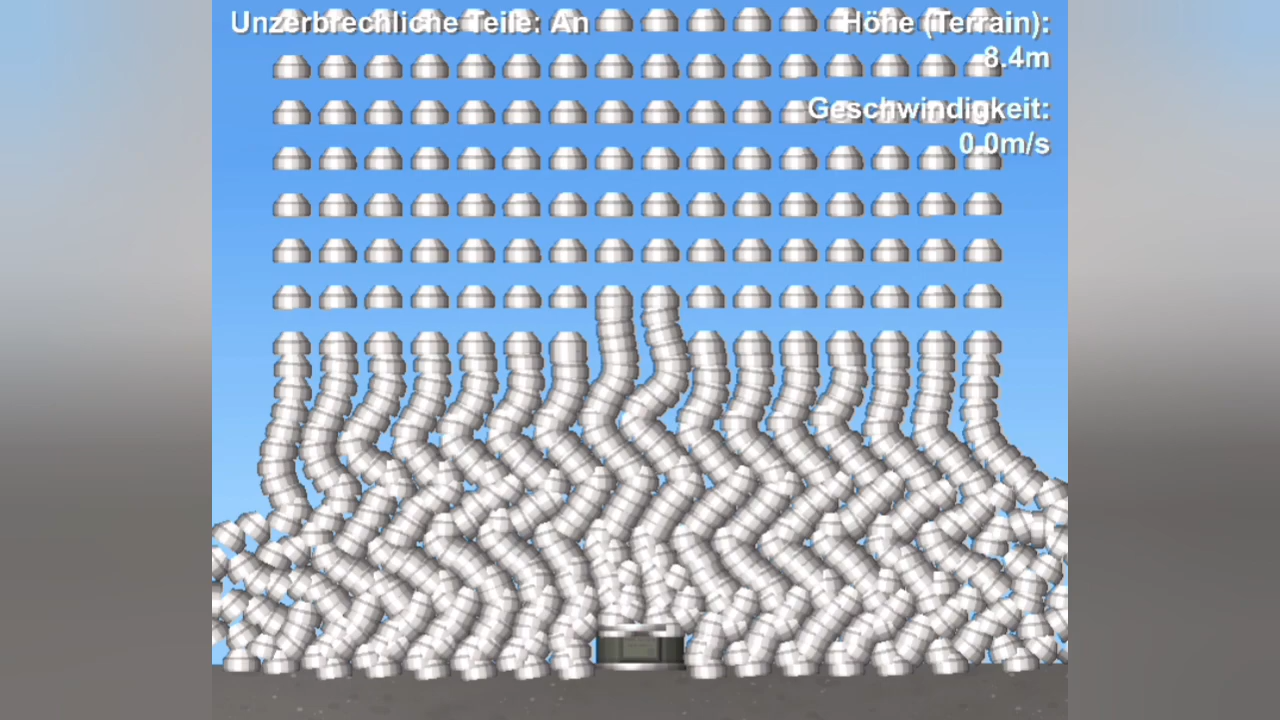 Unzerbrechliche Teile: An
Höhe (Terrain):
8.4m
Geschwindigkeit:
0.0m/s